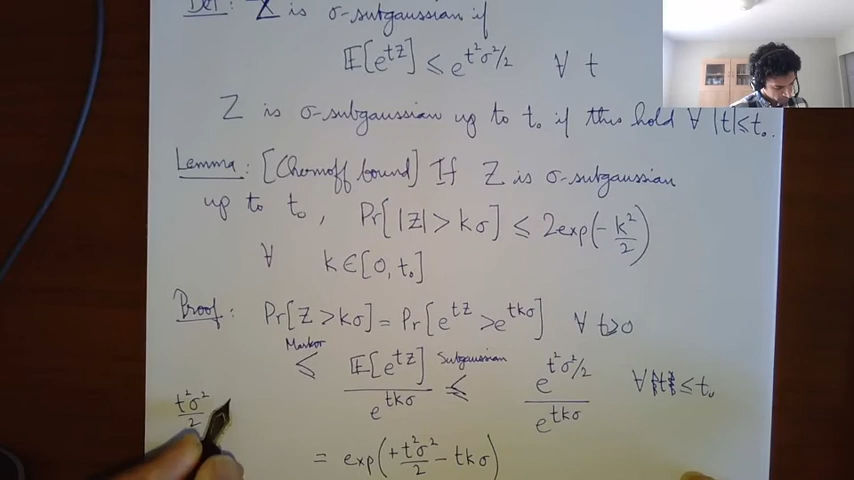 Def: Z is σ-subgaussian if
E[e^{tZ}] ≤ e^{t²σ²/2} ∀ t
Z is σ-subgaussian up to t₀ if this hold ∀ |t| ≤ t₀.
Lemma: [Chernoff bound] If Z is σ-subgaussian
up to t₀, Pr[|Z| > kσ] ≤ 2exp(-k²/2)
∀ k ∈ [0, t₀]
Proof: Pr[Z > kσ] = Pr[e^{tZ} > e^{tkσ}] ∀ t>0
Markov ≤ E[e^{tZ}]/e^{tkσ} Subgaussian ≤ e^{t²σ²/2}/e^{tkσ} ∀ t ≤ t₀
t²σ²/2
= exp(+t²σ²/2 - tkσ)